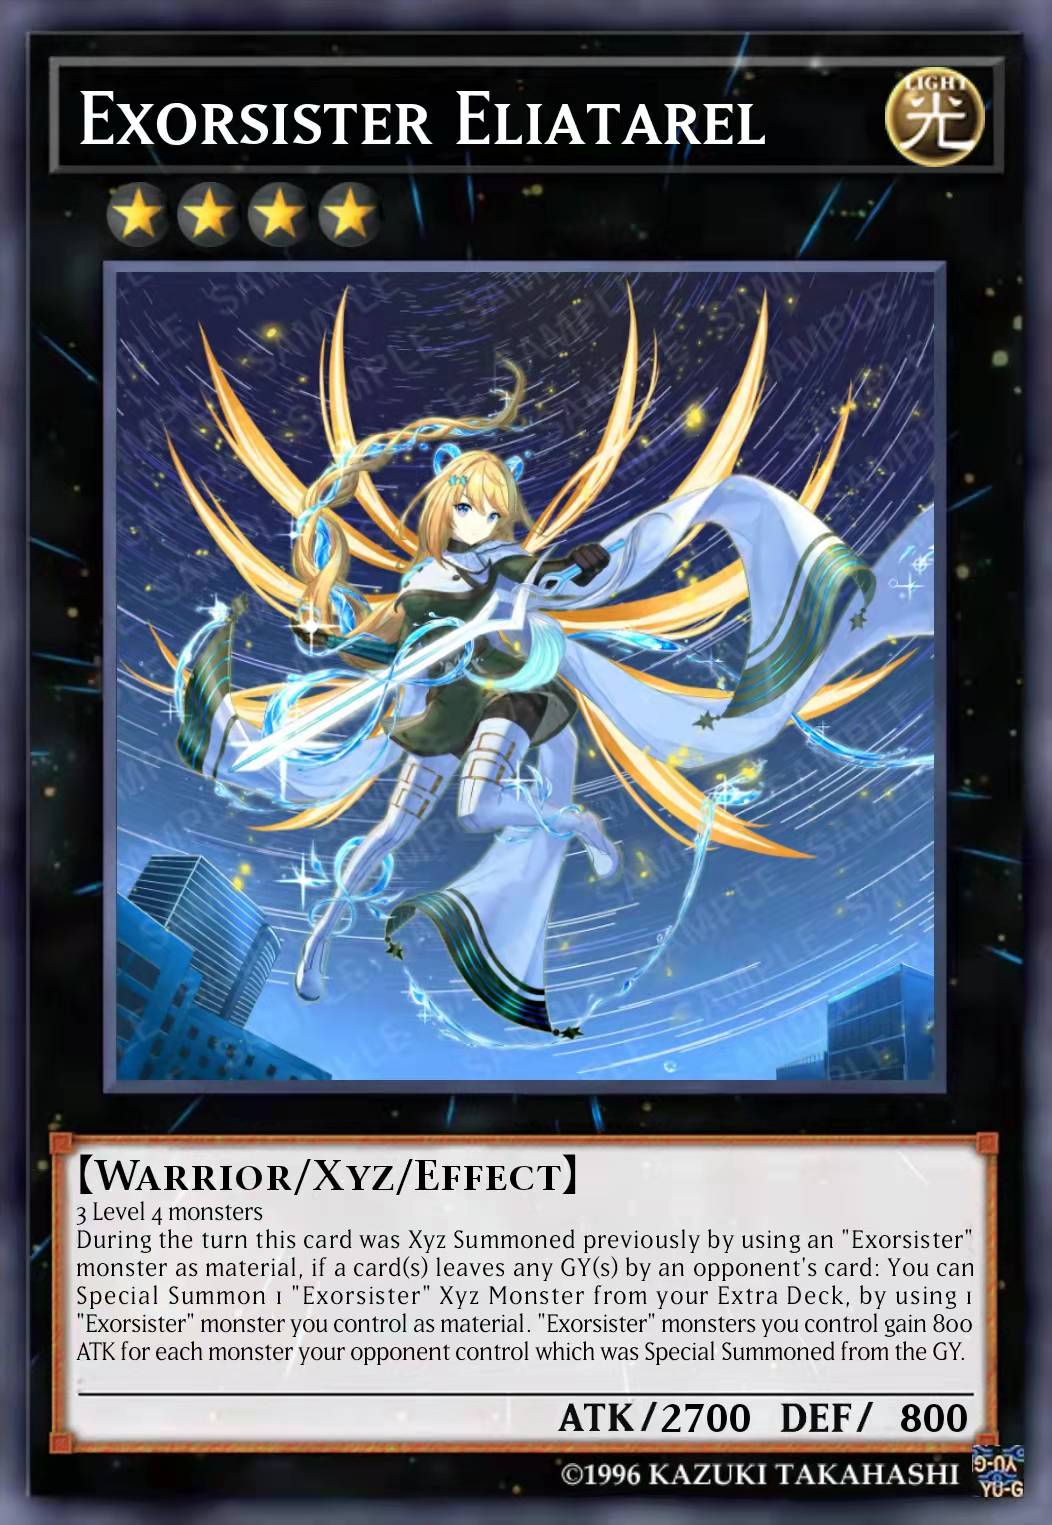 EXORSISTER ELIATAREL
LIGHT
光
SAMPLE SAMPLE SAMPLE
【WARRIOR/XYZ/EFFECT】
3 Level 4 monsters
During the turn this card was Xyz Summoned previously by using an "Exorsister"
monster as material, if a card(s) leaves any GY(s) by an opponent's card: You can
Special Summon 1 "Exorsister" Xyz Monster from your Extra Deck, by using 1
"Exorsister" monster you control as material. "Exorsister" monsters you control gain 800
ATK for each monster your opponent control which was Special Summoned from the GY.
ATK/2700 DEF/ 800
©1996 KAZUKI TAKAHASHI
YU-G